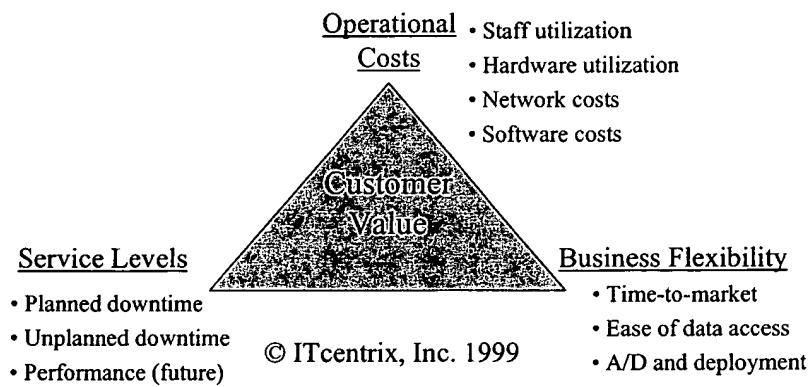 Operational
Costs
• Staff utilization
• Hardware utilization
• Network costs
• Software costs
Customer
Value
Service Levels
• Planned downtime
• Unplanned downtime
• Performance (future)
Business Flexibility
• Time-to-market
• Ease of data access
• A/D and deployment
© ITcentrix, Inc. 1999